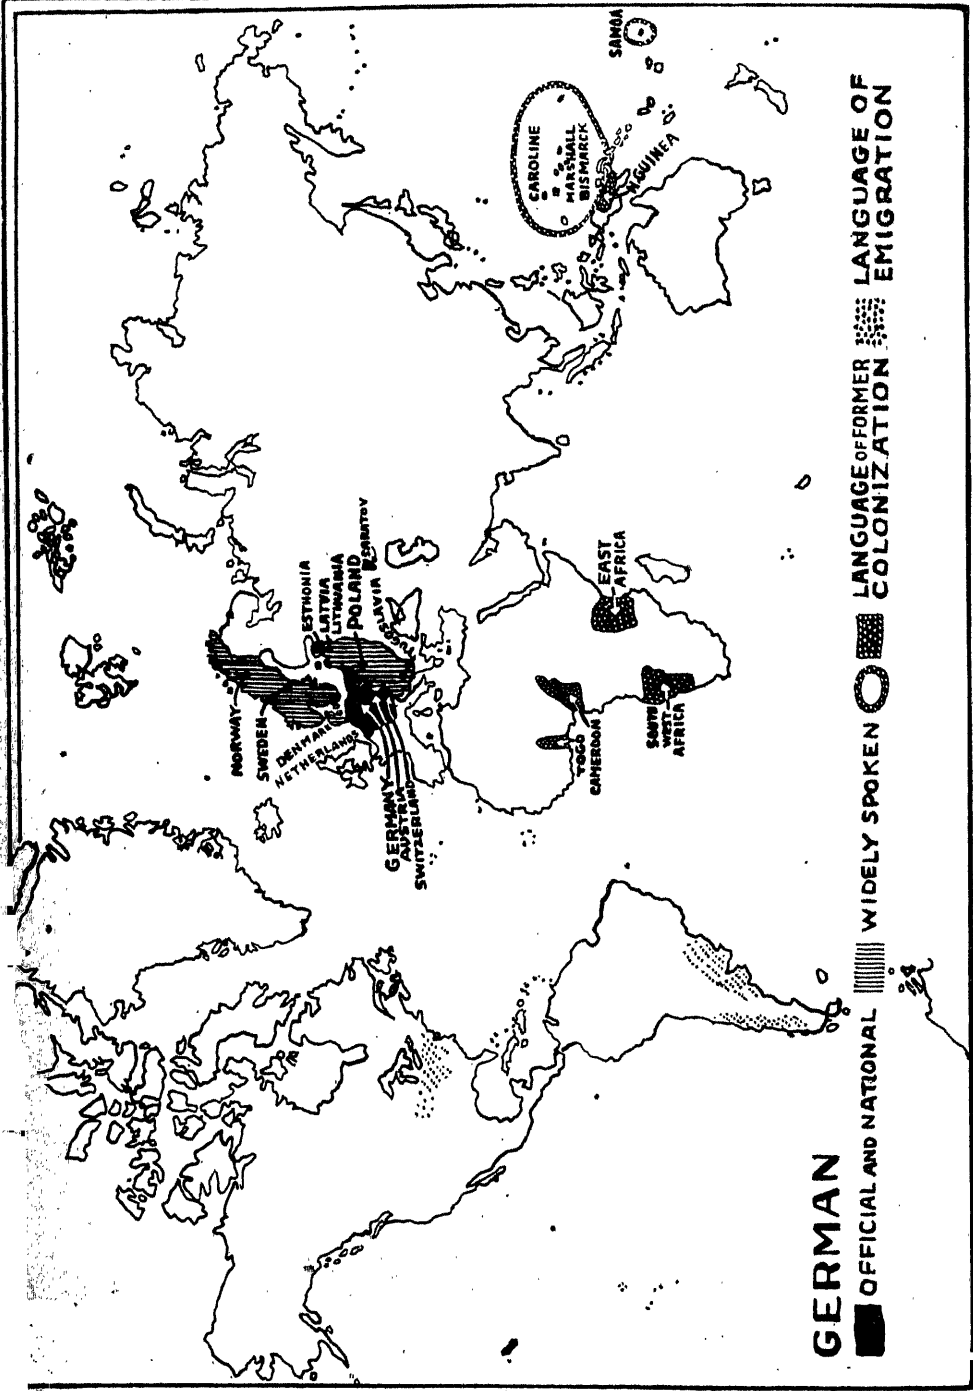 GERMAN
OFFICIAL AND NATIONAL
WIDELY SPOKEN
LANGUAGE OF FORMER
COLONIZATION
LANGUAGE OF
EMIGRATION
NORWAY
SWEDEN
DENMARK
NETHERLANDS
GERMANY
AUSTRIA
SWITZERLAND
ESTHONIA
LATVIA
LITHUANIA
POLAND
SARATOV
TOGO
CAMEROON
SOUTH
WEST
AFRICA
EAST
AFRICA
CAROLINE
MARSHALL
BISMARCK
N. GUINEA
SAMOA